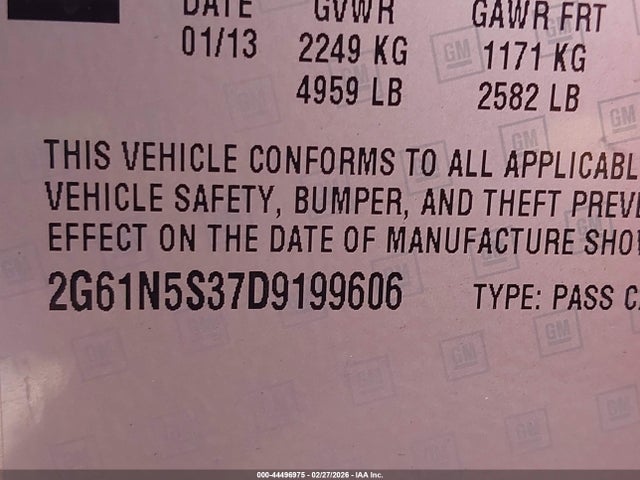 DATE GVWR GAWR FRT
01/13 2249 KG 1171 KG
4959 LB 2582 LB
THIS VEHICLE CONFORMS TO ALL APPLICABL
VEHICLE SAFETY, BUMPER, AND THEFT PREVE
EFFECT ON THE DATE OF MANUFACTURE SHO
2G61N5S37D9199606 TYPE: PASS C
000-44496975 - 02/27/2026 - IAA Inc.